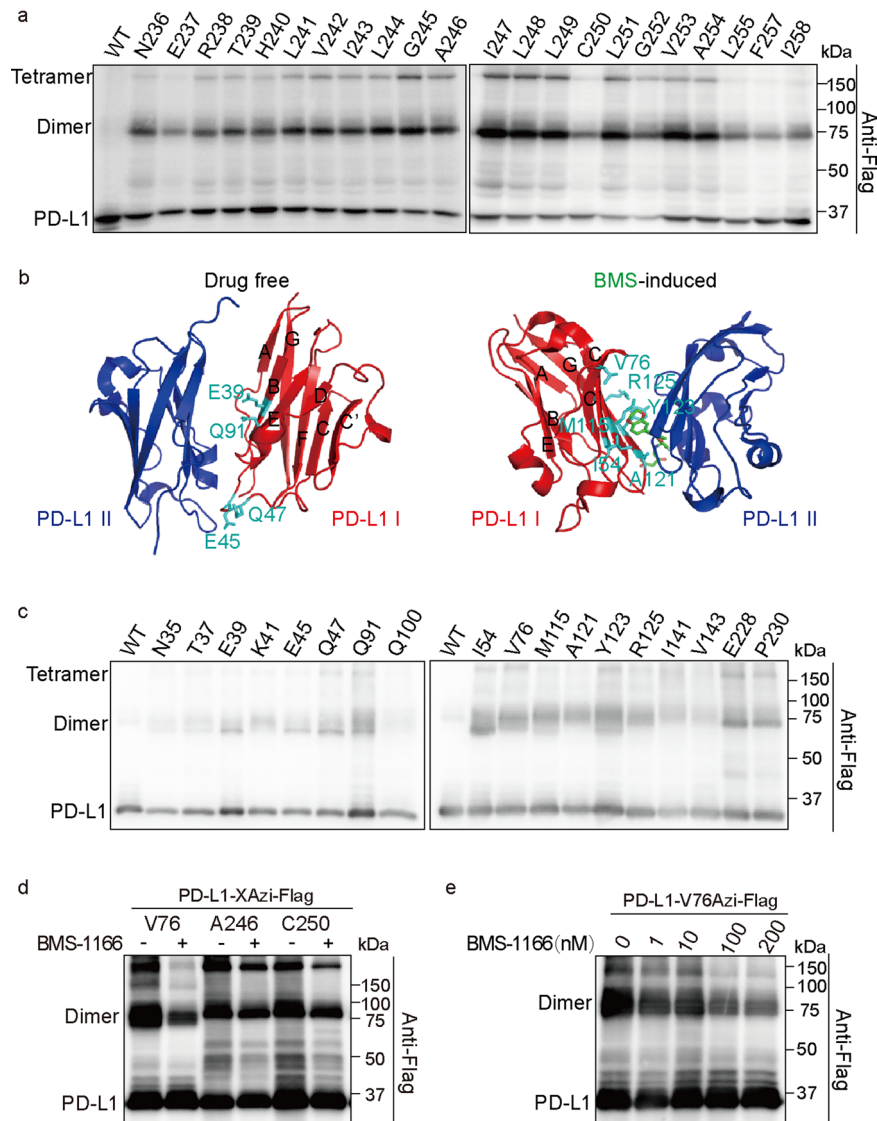 a
WT N236 E237 R238 T239 H240 L241 V242 I243 L244 G245 A246 I247 L248 L249 C250 L251 G252 V253 A254 L255 F257 I258 kDa
Tetramer
Dimer
PD-L1
150
100
75
50
37
Anti-Flag
b
Drug free
BMS-induced
A G B E F D C C'
E39
Q91
Q47
E45
PD-L1 II
PD-L1 I
A G C C B E
V76
R125
Y123
M115
I54
A121
PD-L1 I
PD-L1 II
c
WT N35 T37 E39 K41 E45 Q47 Q91 Q100 WT I54 V76 M115 A121 Y123 R125 I141 V143 E228 P230 kDa
Tetramer
Dimer
PD-L1
150
100
75
50
37
Anti-Flag
d
PD-L1-XAzi-Flag
V76 A246 C250
BMS-1166 - + - + - + kDa
Dimer
PD-L1
150
100
75
50
37
Anti-Flag
e
PD-L1-V76Azi-Flag
BMS-1166(nM) 0 1 10 100 200 kDa
Dimer
PD-L1
150
100
75
50
37
Anti-Flag